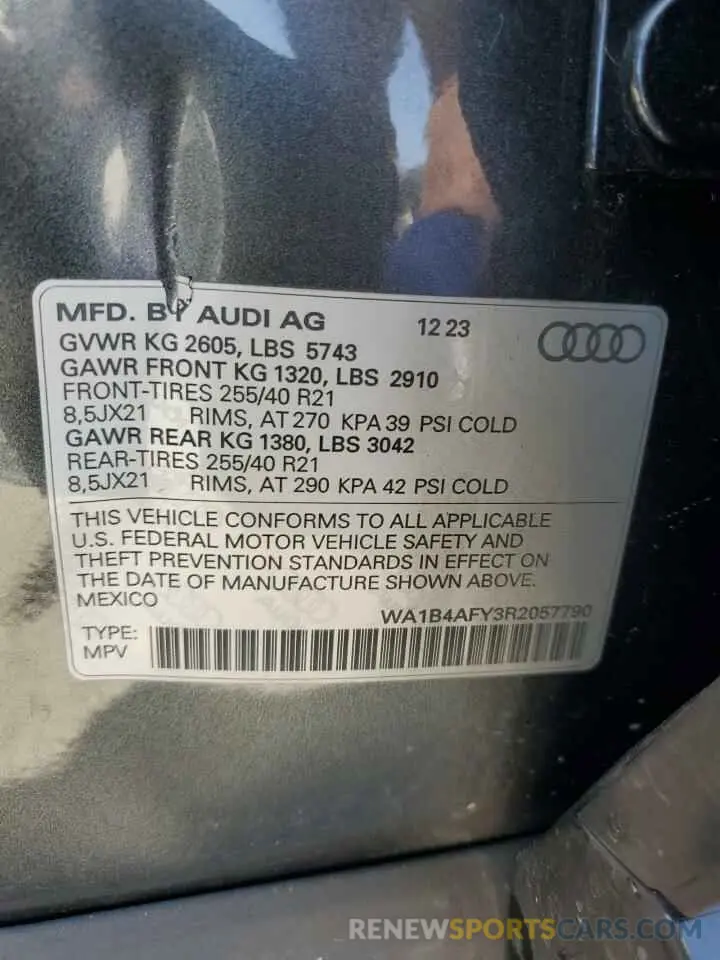 MFD. BY AUDI AG 12 23
GVWR KG 2605, LBS 5743
GAWR FRONT KG 1320, LBS 2910
FRONT-TIRES 255/40 R21
8,5JX21 RIMS, AT 270 KPA 39 PSI COLD
GAWR REAR KG 1380, LBS 3042
REAR-TIRES 255/40 R21
8,5JX21 RIMS, AT 290 KPA 42 PSI COLD
THIS VEHICLE CONFORMS TO ALL APPLICABLE
U.S. FEDERAL MOTOR VEHICLE SAFETY AND
THEFT PREVENTION STANDARDS IN EFFECT ON
THE DATE OF MANUFACTURE SHOWN ABOVE.
MEXICO
WA1B4AFY3R2057790
TYPE:
MPV
RENEWSPORTSCARS.COM